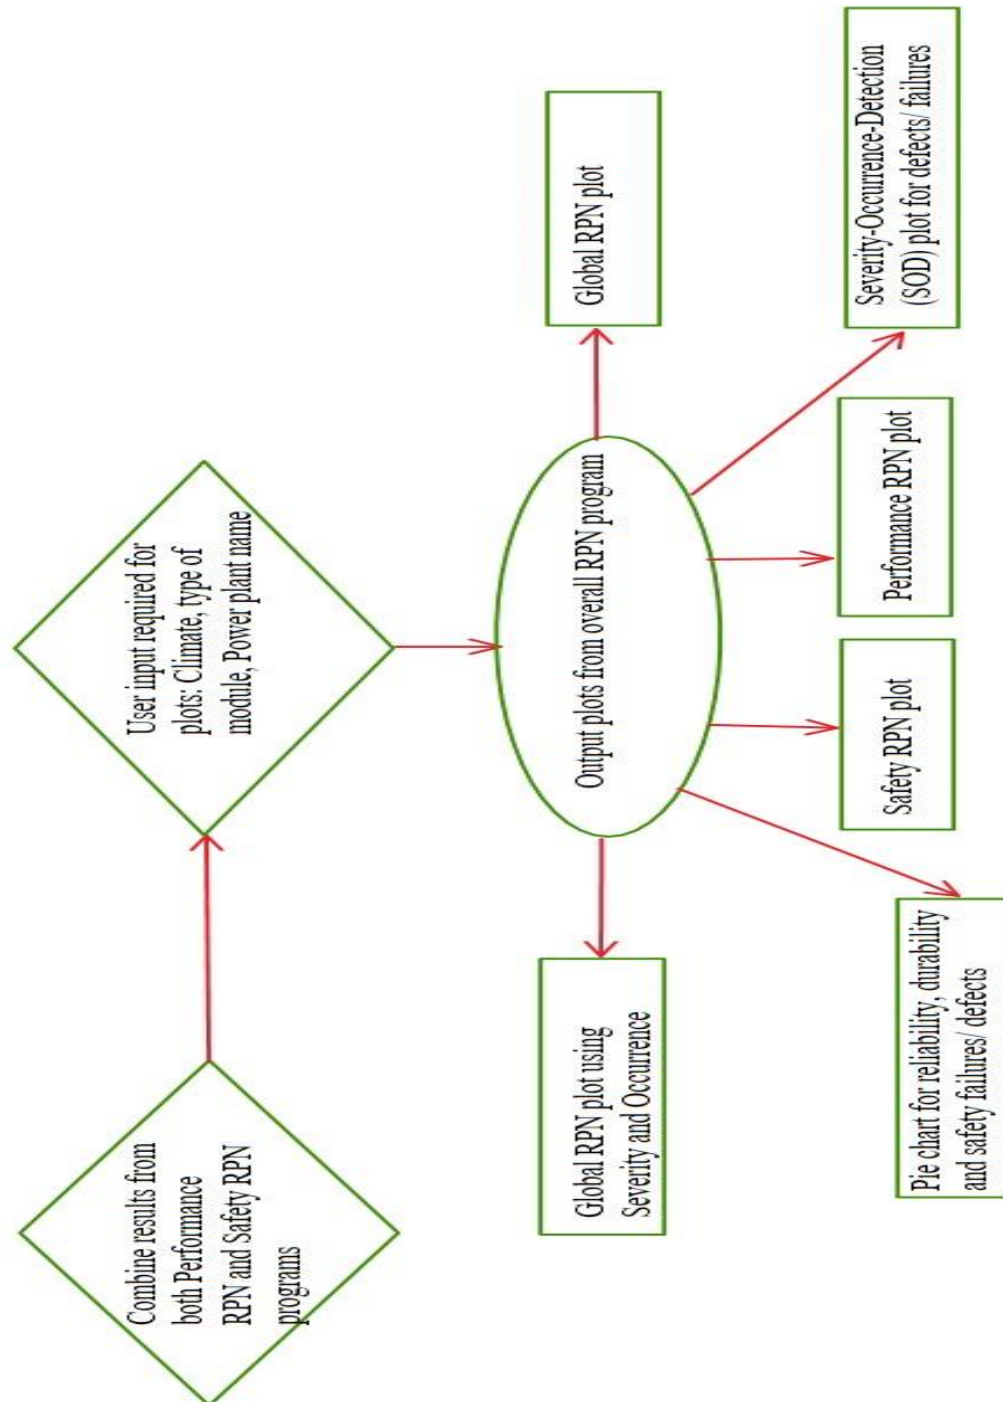 Combine results from
both Performance
RPN and Safety RPN
programs
User input required for
plots: Climate, type of
module, Power plant name
Output plots from overall RPN program
Global RPN plot using
Severity and Occurrence
Global RPN plot
Pie chart for reliability, durability
and safety failures/ defects
Safety RPN plot
Performance RPN plot
Severity-Occurrence-Detection
(SOD) plot for defects/ failures